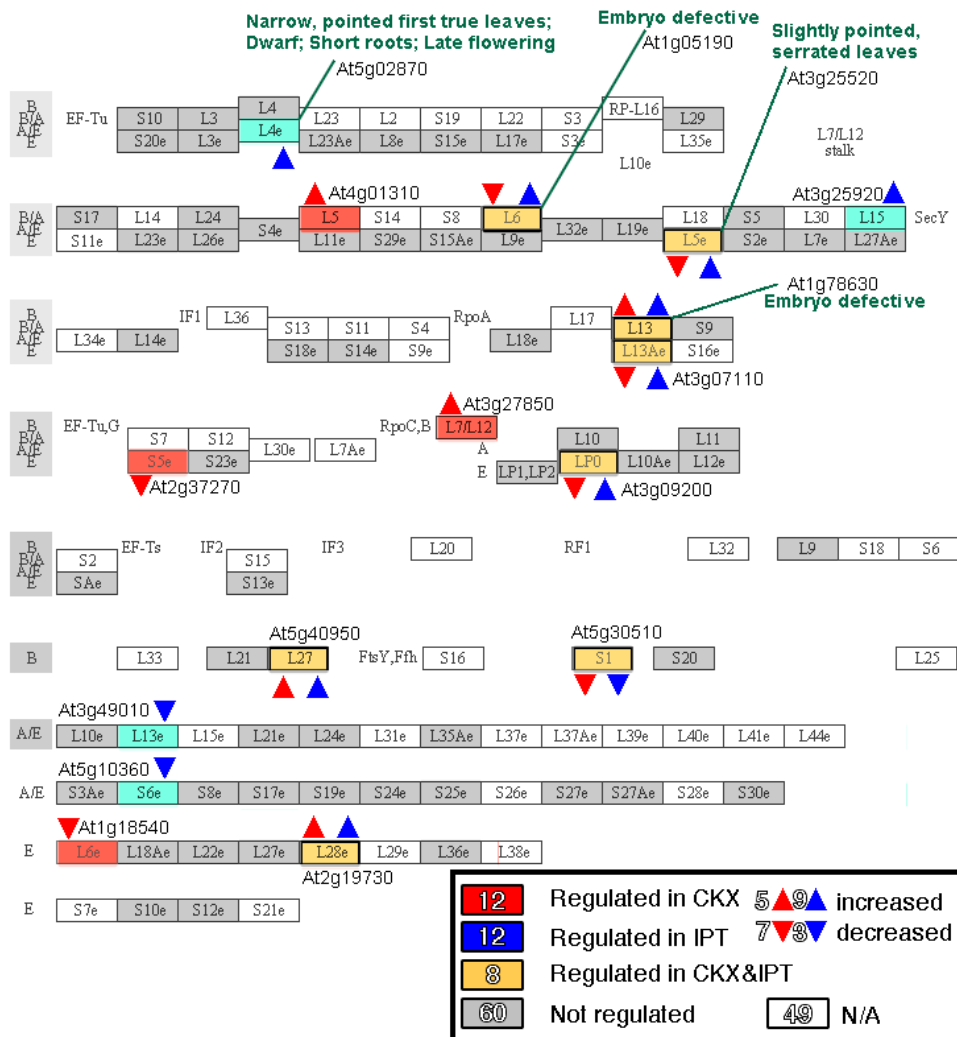 Narrow, pointed first true leaves;
Dwarf; Short roots; Late flowering
Embryo defective
At1g05190
Slightly pointed,
serrated leaves
At5g02870
At3g25520
B
B/A
A/E
E
EF-Tu
S10 L3 L4 L23 L2 S19 L22 S3 RP-L16 L29
S20e L3e L4e L23Ae L8e S15e L17e S3e L35e
L10e
L7/L12
stalk
At4g01310
At3g25920
B/A
A/E
E
S17 L14 L24 L5 S14 S8 L6 L18 S5 L30 L15 SecY
S11e L23e L26e S4e L11e S29e S15Ae L9e L32e L19e L5e S2e L7e L27Ae
At1g78630
Embryo defective
B
B/A
A/E
E
IF1 L36 S13 S11 S4 RpoA L17 L13 S9
L34e L14e S18e S14e S9e L18e L13Ae S16e
At3g07110
At3g27850
B
B/A
A/E
E
EF-Tu,G S7 S12 L30e L7Ae RpoC,B L7/L12 L10 L11
S5e S23e A
E LP1,LP2 LP0 L10Ae L12e
At2g37270
At3g09200
B
B/A
A/E
E
S2 EF-Ts IF2 S15 IF3 L20 RF1 L32 L9 S18 S6
SAe S13e
At5g40950
At5g30510
B L33 L21 L27 FtsY,Ffh S16 S1 S20 L25
At3g49010
A/E L10e L13e L15e L21e L24e L31e L35Ae L37e L37Ae L39e L40e L41e L44e
At5g10360
A/E S3Ae S6e S8e S17e S19e S24e S25e S26e S27e S27Ae S28e S30e
At1g18540
E L6e L18Ae L22e L27e L28e L29e L36e L38e
At2g19730
E S7e S10e S12e S21e
12 Regulated in CKX 5 9 increased
12 Regulated in IPT 7 3 decreased
8 Regulated in CKX&IPT
60 Not regulated 49 N/A